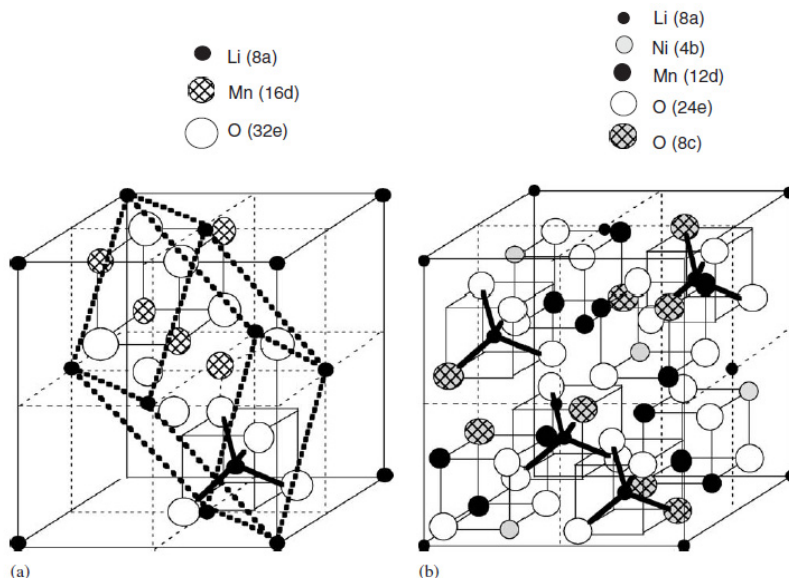 Li (8a)
Mn (16d)
O (32e)
Li (8a)
Ni (4b)
Mn (12d)
O (24e)
O (8c)
(a)
(b)